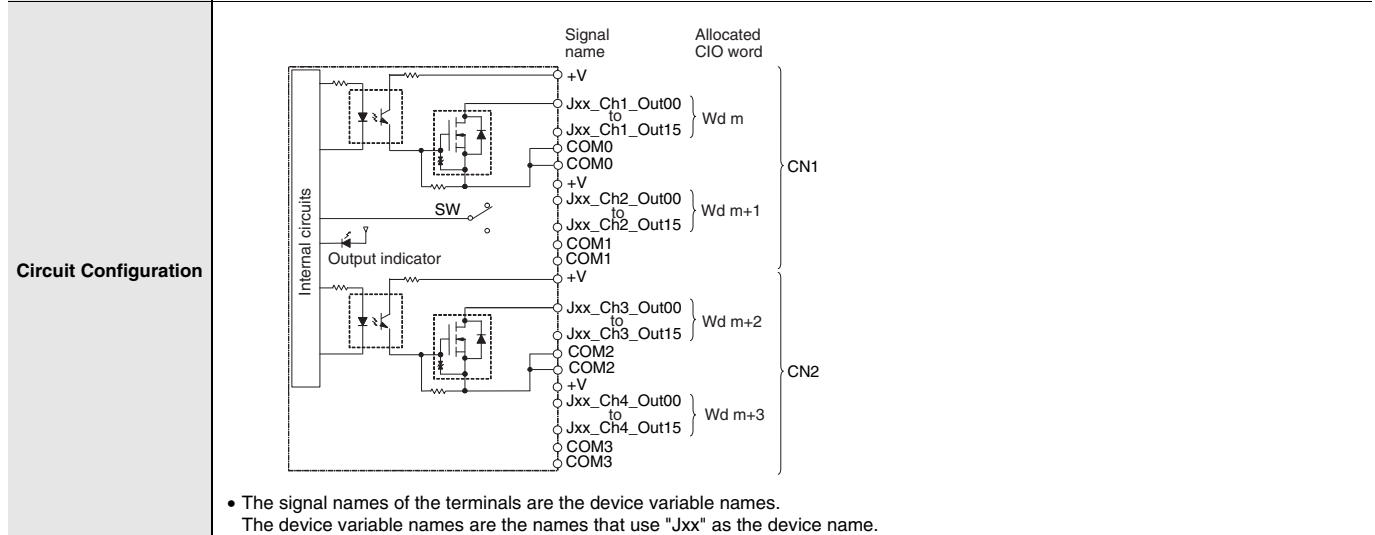 Circuit Configuration
Signal
name
Allocated
CIO word
Internal circuits
SW
Output indicator
+V
Jxx_Ch1_Out00
to
Jxx_Ch1_Out15
Wd m
COM0
COM0
+V
Jxx_Ch2_Out00
to
Jxx_Ch2_Out15
Wd m+1
COM1
COM1
CN1
+V
Jxx_Ch3_Out00
to
Jxx_Ch3_Out15
Wd m+2
COM2
COM2
+V
Jxx_Ch4_Out00
to
Jxx_Ch4_Out15
Wd m+3
COM3
COM3
CN2
• The signal names of the terminals are the device variable names.
The device variable names are the names that use "Jxx" as the device name.